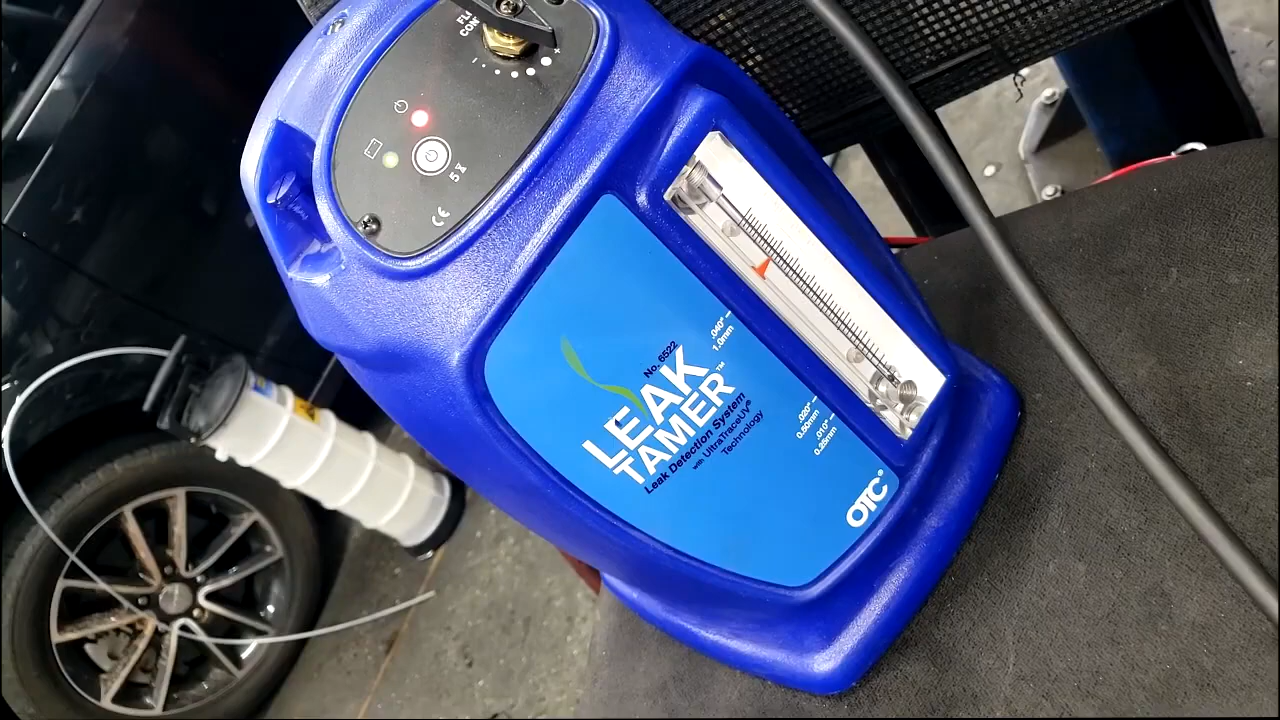 5
CE
No. 6522
LEAK
TAMER™
Leak Detection System
with UltraTraceUV®
Technology
.040"
1.0mm
.020"
0.50mm
.010"
0.25mm
OTC®